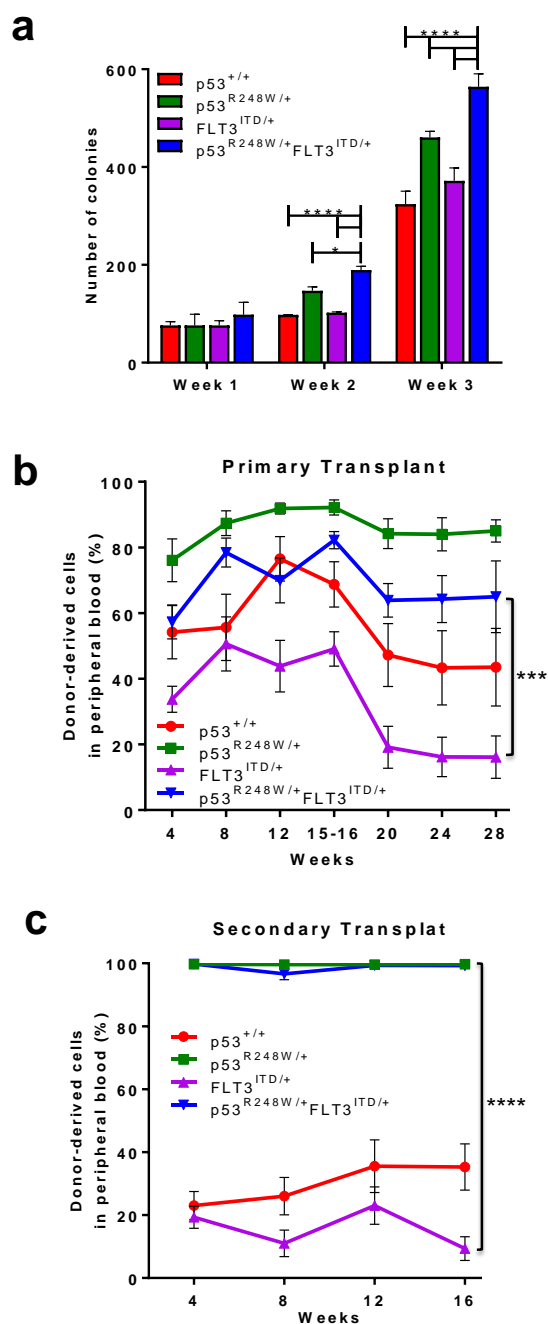 a
Number of colonies
600
400
200
0
p53+/+
p53R248W/+
FLT3ITD/+
p53R248W/+FLT3ITD/+
****
****
*
Week 1 Week 2 Week 3
b
Primary Transplant
Donor-derived cells
in peripheral blood (%)
100
80
60
40
20
0
***
p53+/+
p53R248W/+
FLT3ITD/+
p53R248W/+FLT3ITD/+
4 8 12 15-16 20 24 28
Weeks
c
Secondary Transplat
Donor-derived cells
in peripheral blood (%)
100
80
60
40
20
0
p53+/+
p53R248W/+
FLT3ITD/+
p53R248W/+FLT3ITD/+
****
4 8 12 16
Weeks